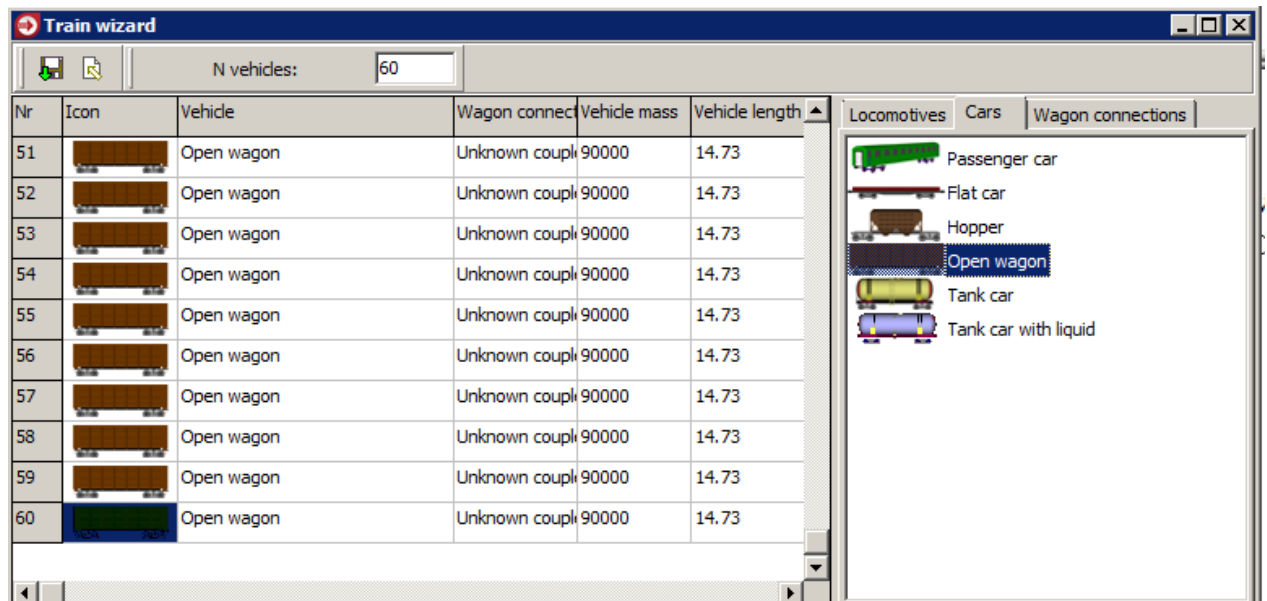 Train wizard
N vehicles: 60
Nr Icon Vehicle Wagon connect Vehicle mass Vehicle length
51 Open wagon Unknown coupl 90000 14.73
52 Open wagon Unknown coupl 90000 14.73
53 Open wagon Unknown coupl 90000 14.73
54 Open wagon Unknown coupl 90000 14.73
55 Open wagon Unknown coupl 90000 14.73
56 Open wagon Unknown coupl 90000 14.73
57 Open wagon Unknown coupl 90000 14.73
58 Open wagon Unknown coupl 90000 14.73
59 Open wagon Unknown coupl 90000 14.73
60 Open wagon Unknown coupl 90000 14.73
Locomotives Cars Wagon connections
Passenger car
Flat car
Hopper
Open wagon
Tank car
Tank car with liquid